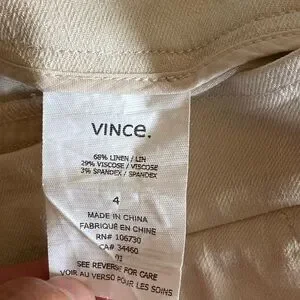 VINCE.
68% LINEN / LIN
29% VISCOSE / VISCOSE
3% SPANDEX / SPANDEX
4
MADE IN CHINA
FABRIQUÉ EN CHINE
RN# 106730
CA# 34460
03
SEE REVERSE FOR CARE
VOIR AU VERSO POUR LES SOINS